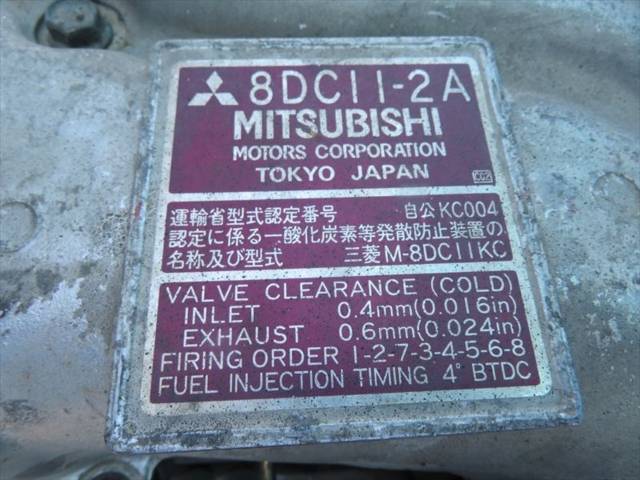 8DC11-2A
MITSUBISHI
MOTORS CORPORATION
TOKYO JAPAN
運輸省型式認定番号 自公KC004
認定に係る一酸化炭素等発散防止装置の
名称及び型式 三菱M-8DC11KC
VALVE CLEARANCE (COLD)
INLET 0.4mm(0.016in)
EXHAUST 0.6mm(0.024in)
FIRING ORDER 1-2-7-3-4-5-6-8
FUEL INJECTION TIMING 4° BTDC